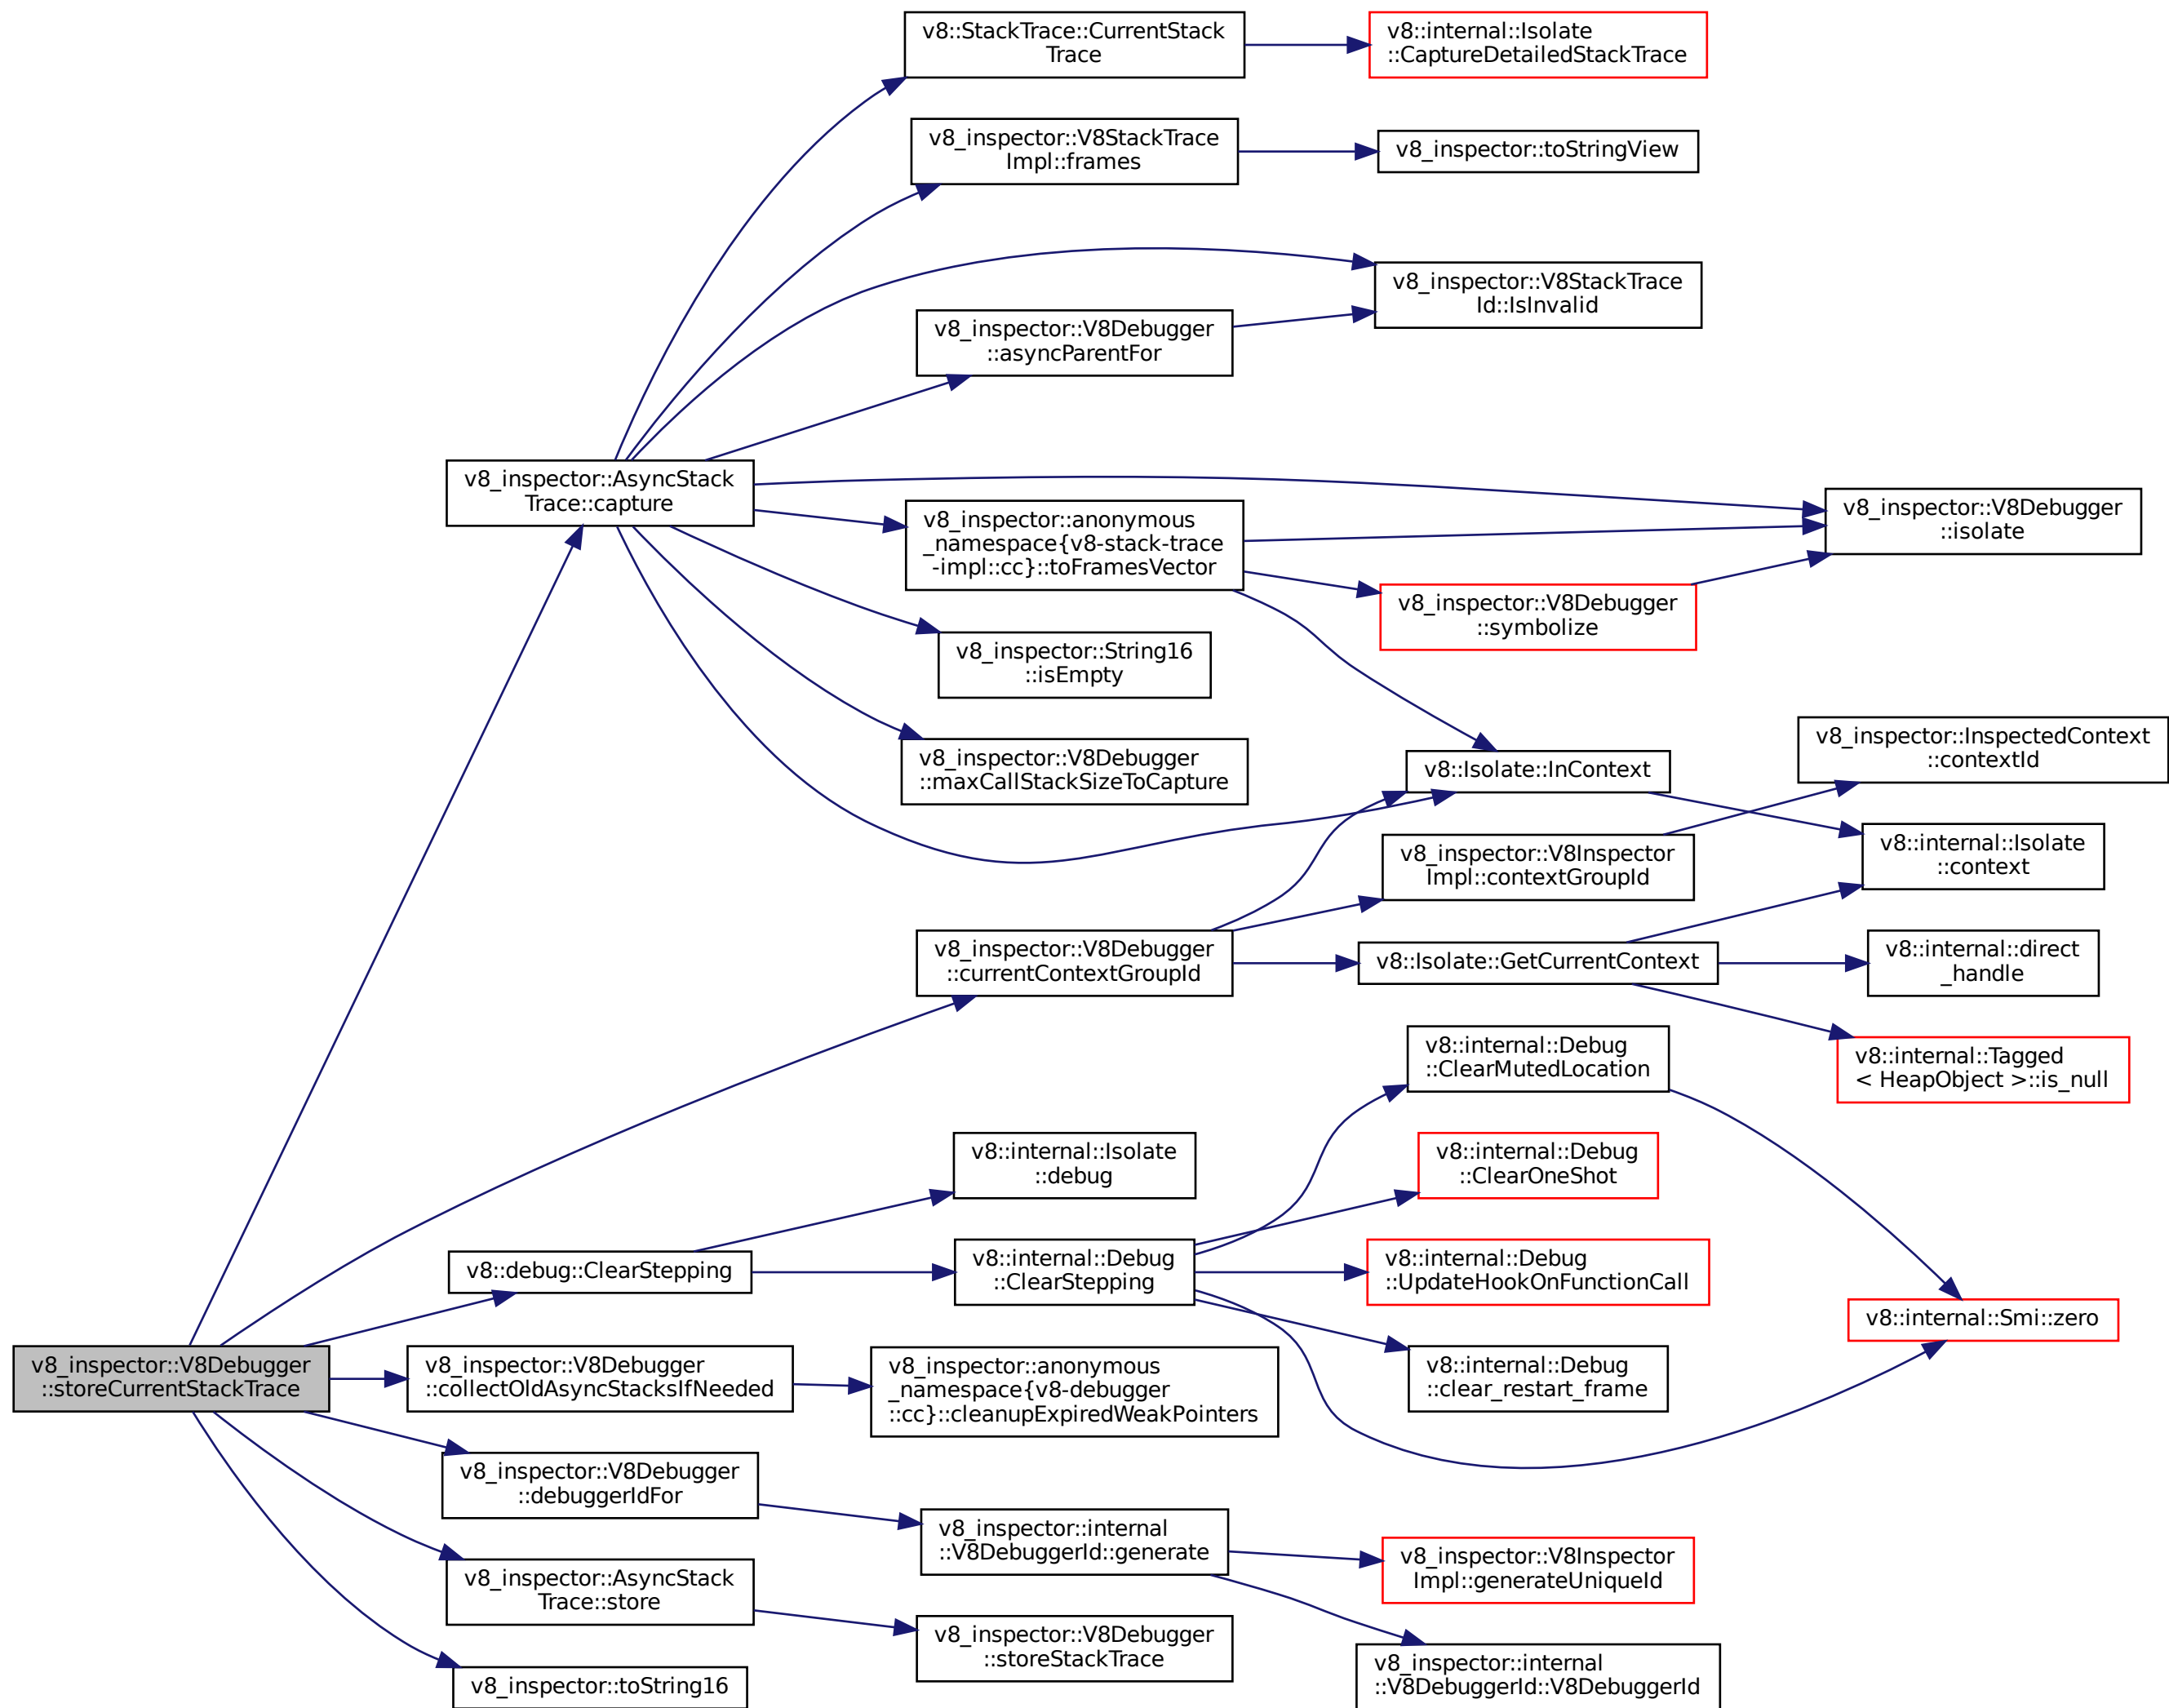 v8::StackTrace::CurrentStack
Trace
v8::internal::Isolate
::CaptureDetailedStackTrace
v8_inspector::V8StackTrace
Impl::frames
v8_inspector::toStringView
v8_inspector::V8StackTrace
Id::IsInvalid
v8_inspector::V8Debugger
::asyncParentFor
v8_inspector::AsyncStack
Trace::capture
v8_inspector::anonymous
_namespace{v8-stack-trace
-impl::cc}::toFramesVector
v8_inspector::V8Debugger
::isolate
v8_inspector::V8Debugger
::symbolize
v8_inspector::String16
::isEmpty
v8_inspector::V8Debugger
::maxCallStackSizeToCapture
v8::Isolate::InContext
v8_inspector::InspectedContext
::contextId
v8_inspector::V8Inspector
Impl::contextGroupId
v8::internal::Isolate
::context
v8_inspector::V8Debugger
::currentContextGroupId
v8::Isolate::GetCurrentContext
v8::internal::direct
_handle
v8::internal::Tagged
< HeapObject >::is_null
v8::internal::Debug
::ClearMutedLocation
v8::internal::Isolate
::debug
v8::internal::Debug
::ClearOneShot
v8::debug::ClearStepping
v8::internal::Debug
::ClearStepping
v8::internal::Debug
::UpdateHookOnFunctionCall
v8::internal::Smi::zero
v8_inspector::V8Debugger
::storeCurrentStackTrace
v8_inspector::V8Debugger
::collectOldAsyncStacksIfNeeded
v8_inspector::anonymous
_namespace{v8-debugger
::cc}::cleanupExpiredWeakPointers
v8::internal::Debug
::clear_restart_frame
v8_inspector::V8Debugger
::debuggerIdFor
v8_inspector::internal
::V8DebuggerId::generate
v8_inspector::V8Inspector
Impl::generateUniqueId
v8_inspector::AsyncStack
Trace::store
v8_inspector::V8Debugger
::storeStackTrace
v8_inspector::internal
::V8DebuggerId::V8DebuggerId
v8_inspector::toString16